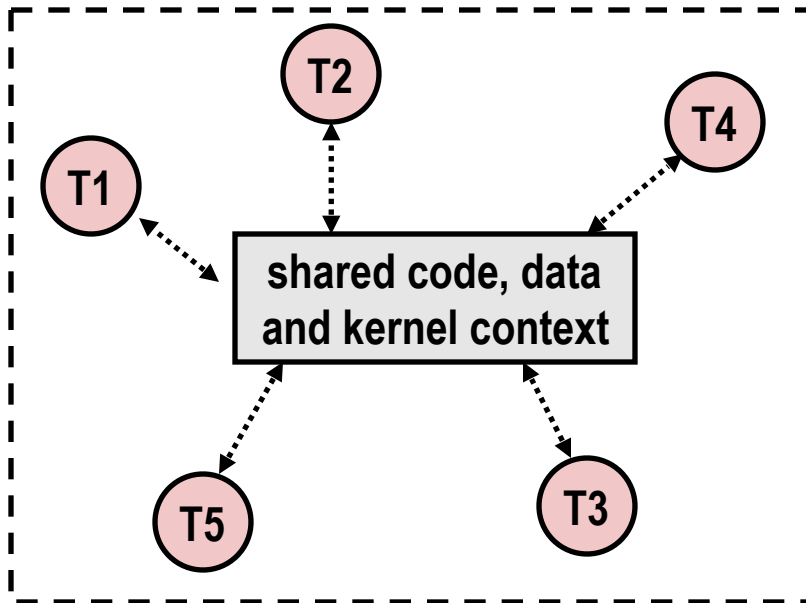 T2
T4
T1
shared code, data
and kernel context
T5
T3